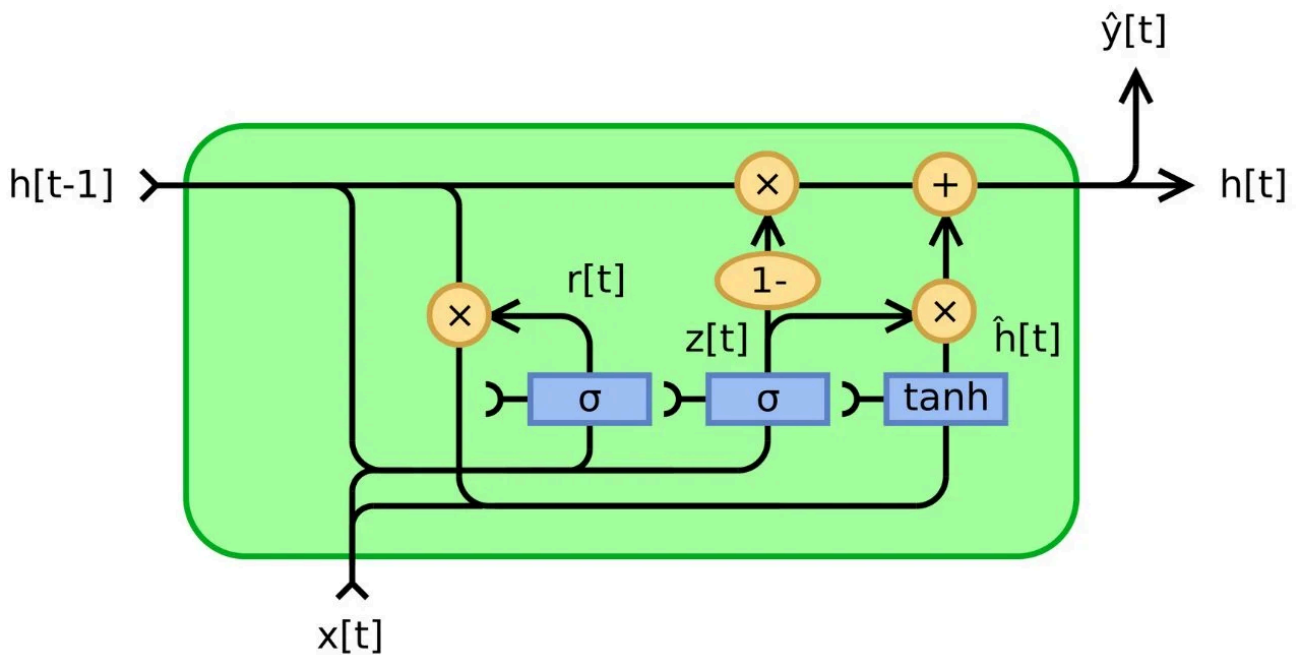 ŷ[t]
h[t-1]
×
+
h[t]
r[t]
1-
×
z[t]
×
ĥ[t]
σ
σ
tanh
x[t]